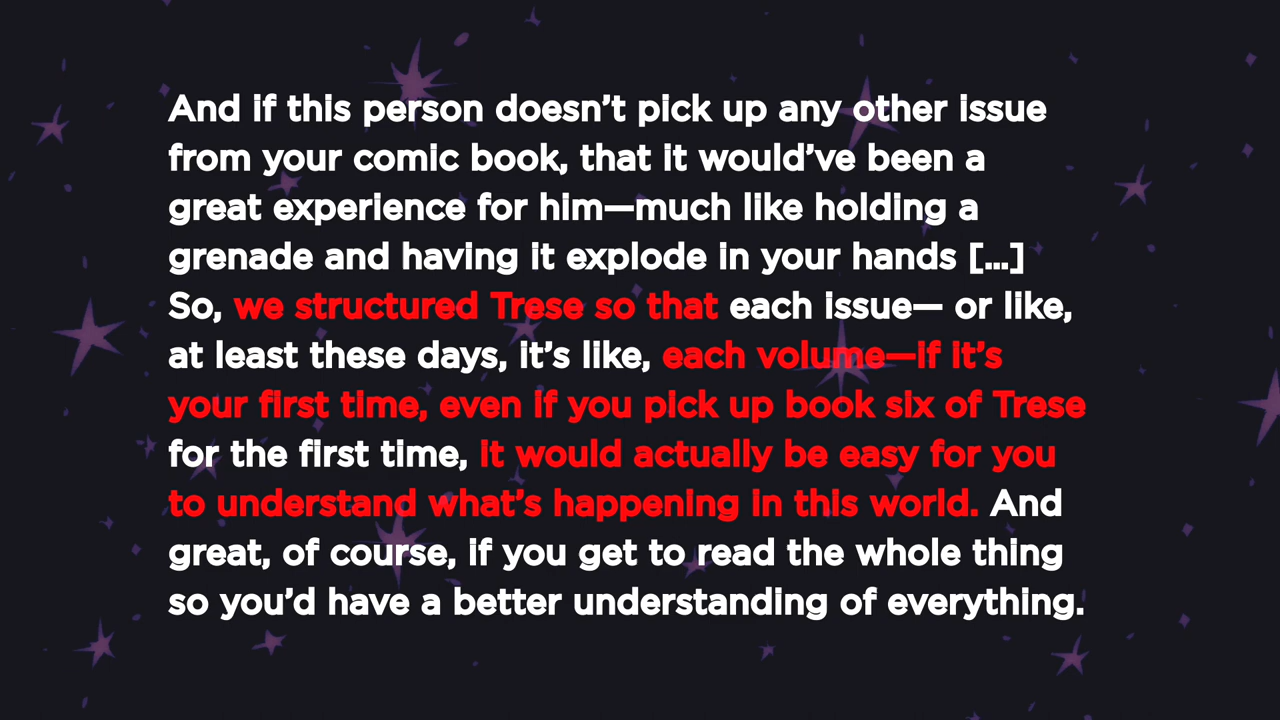 And if this person doesn’t pick up any other issue
from your comic book, that it would’ve been a
great experience for him—much like holding a
grenade and having it explode in your hands [...]
So, we structured Trese so that each issue— or like,
at least these days, it’s like, each volume—if it’s
your first time, even if you pick up book six of Trese
for the first time, it would actually be easy for you
to understand what’s happening in this world. And
great, of course, if you get to read the whole thing
so you’d have a better understanding of everything.